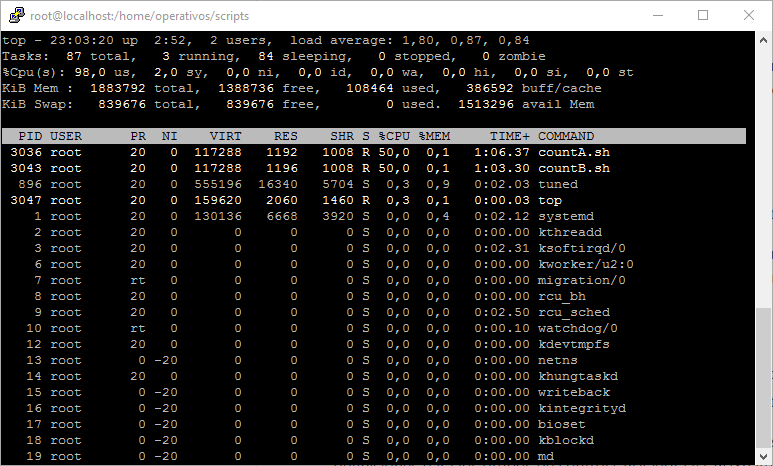 root@localhost:/home/operativos/scripts
top - 23:03:20 up  2:52,  2 users,  load average: 1,80, 0,87, 0,84
Tasks:  87 total,   3 running,  84 sleeping,   0 stopped,   0 zombie
%Cpu(s): 98,0 us,  2,0 sy,  0,0 ni,  0,0 id,  0,0 wa,  0,0 hi,  0,0 si,  0,0 st
KiB Mem :  1883792 total,  1388736 free,   108464 used,   386592 buff/cache
KiB Swap:   839676 total,   839676 free,        0 used.  1513296 avail Mem
  PID USER      PR  NI    VIRT    RES    SHR S %CPU %MEM     TIME+ COMMAND
 3036 root      20   0  117288   1192   1008 R 50,0  0,1   1:06.37 countA.sh
 3043 root      20   0  117288   1196   1008 R 50,0  0,1   1:03.30 countB.sh
  896 root      20   0  555196  16340   5704 S  0,3  0,9   0:02.03 tuned
 3047 root      20   0  159620   2060   1460 R  0,3  0,1   0:00.03 top
    1 root      20   0  130136   6668   3920 S  0,0  0,4   0:02.12 systemd
    2 root      20   0       0      0      0 S  0,0  0,0   0:00.00 kthreadd
    3 root      20   0       0      0      0 S  0,0  0,0   0:02.31 ksoftirqd/0
    6 root      20   0       0      0      0 S  0,0  0,0   0:00.00 kworker/u2:0
    7 root      rt   0       0      0      0 S  0,0  0,0   0:00.00 migration/0
    8 root      20   0       0      0      0 S  0,0  0,0   0:00.00 rcu_bh
    9 root      20   0       0      0      0 S  0,0  0,0   0:02.50 rcu_sched
   10 root      rt   0       0      0      0 S  0,0  0,0   0:00.10 watchdog/0
   12 root      20   0       0      0      0 S  0,0  0,0   0:00.00 kdevtmpfs
   13 root       0 -20       0      0      0 S  0,0  0,0   0:00.00 netns
   14 root      20   0       0      0      0 S  0,0  0,0   0:00.00 khungtaskd
   15 root       0 -20       0      0      0 S  0,0  0,0   0:00.00 writeback
   16 root       0 -20       0      0      0 S  0,0  0,0   0:00.00 kintegrityd
   17 root       0 -20       0      0      0 S  0,0  0,0   0:00.00 bioset
   18 root       0 -20       0      0      0 S  0,0  0,0   0:00.00 kblockd
   19 root       0 -20       0      0      0 S  0,0  0,0   0:00.00 md